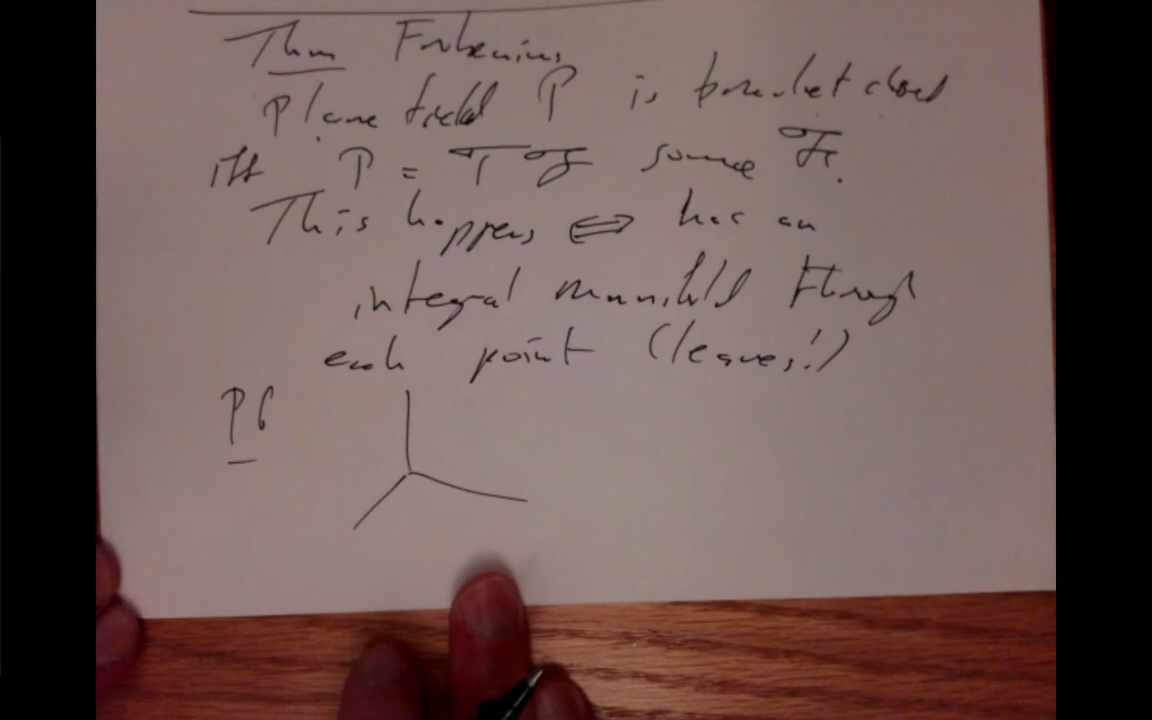 Thm Frobenius
Plane field P is bracket closed
iff P = TF some F.
This happens ⇔ has an
integral manifold through
each point (leaves!)
Pf